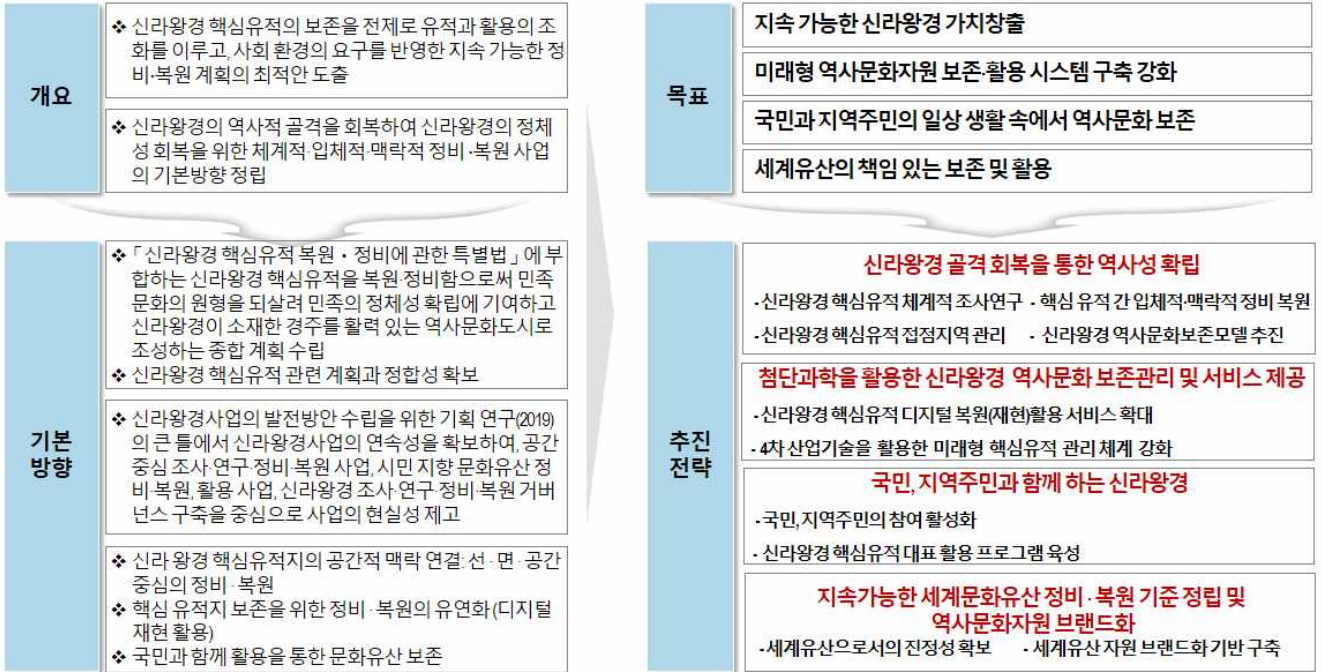 개요
❖ 신라왕경 핵심유적의 보존을 전제로 유적과 활용의 조
화를 이루고, 사회 환경의 요구를 반영한 지속 가능한 정
비·복원 계획의 최적안 도출
❖ 신라왕경의 역사적 골격을 회복하여 신라왕경의 정체
성 회복을 위한 체계적·입체적·맥락적 정비·복원 사업
의 기본방향 정립
기본
방향
❖ 「신라왕경 핵심유적 복원·정비에 관한 특별법」에 부
합하는 신라왕경 핵심유적을 복원·정비함으로써 민족
문화의 원형을 되살려 민족의 정체성 확립에 기여하고
신라왕경이 소재한 경주를 활력 있는 역사문화도시로
조성하는 종합 계획 수립
❖ 신라왕경 핵심유적 관련 계획과 정합성 확보
❖ 신라왕경사업의 발전방안 수립을 위한 기획 연구(2019)
의 큰 틀에서 신라왕경사업의 연속성을 확보하여, 공간
중심 조사·연구·정비·복원 사업, 시민 지향 문화유산 정
비·복원, 활용 사업, 신라왕경 조사·연구·정비·복원 거버
넌스 구축을 중심으로 사업의 현실성 제고
❖ 신라 왕경 핵심유적지의 공간적 맥락 연결: 선·면·공간
중심의 정비·복원
❖ 핵심 유적지 보존을 위한 정비·복원의 유연화(디지털
재현 활용)
❖ 국민과 함께 활용을 통한 문화유산 보존
목표
지속 가능한 신라왕경 가치창출
미래형 역사문화자원 보존·활용 시스템 구축 강화
국민과 지역주민의 일상 생활 속에서 역사문화 보존
세계유산의 책임 있는 보존 및 활용
추진
전략
신라왕경 골격 회복을 통한 역사성 확립
- 신라왕경 핵심유적 체계적 조사연구 - 핵심 유적 간 입체적·맥락적 정비 복원
- 신라왕경 핵심유적 접점지역 관리 - 신라왕경 역사문화보존모델 추진
첨단과학을 활용한 신라왕경 역사문화 보존관리 및 서비스 제공
- 신라왕경 핵심유적 디지털 복원(재현)활용 서비스 확대
- 4차 산업기술을 활용한 미래형 핵심유적 관리 체계 강화
국민, 지역주민과 함께 하는 신라왕경
- 국민, 지역주민의 참여 활성화
- 신라왕경 핵심유적 대표 활용 프로그램 육성
지속가능한 세계문화유산 정비·복원 기준 정립 및
역사문화자원 브랜드화
- 세계유산으로서의 진정성 확보 - 세계유산 자원 브랜드화 기반 구축